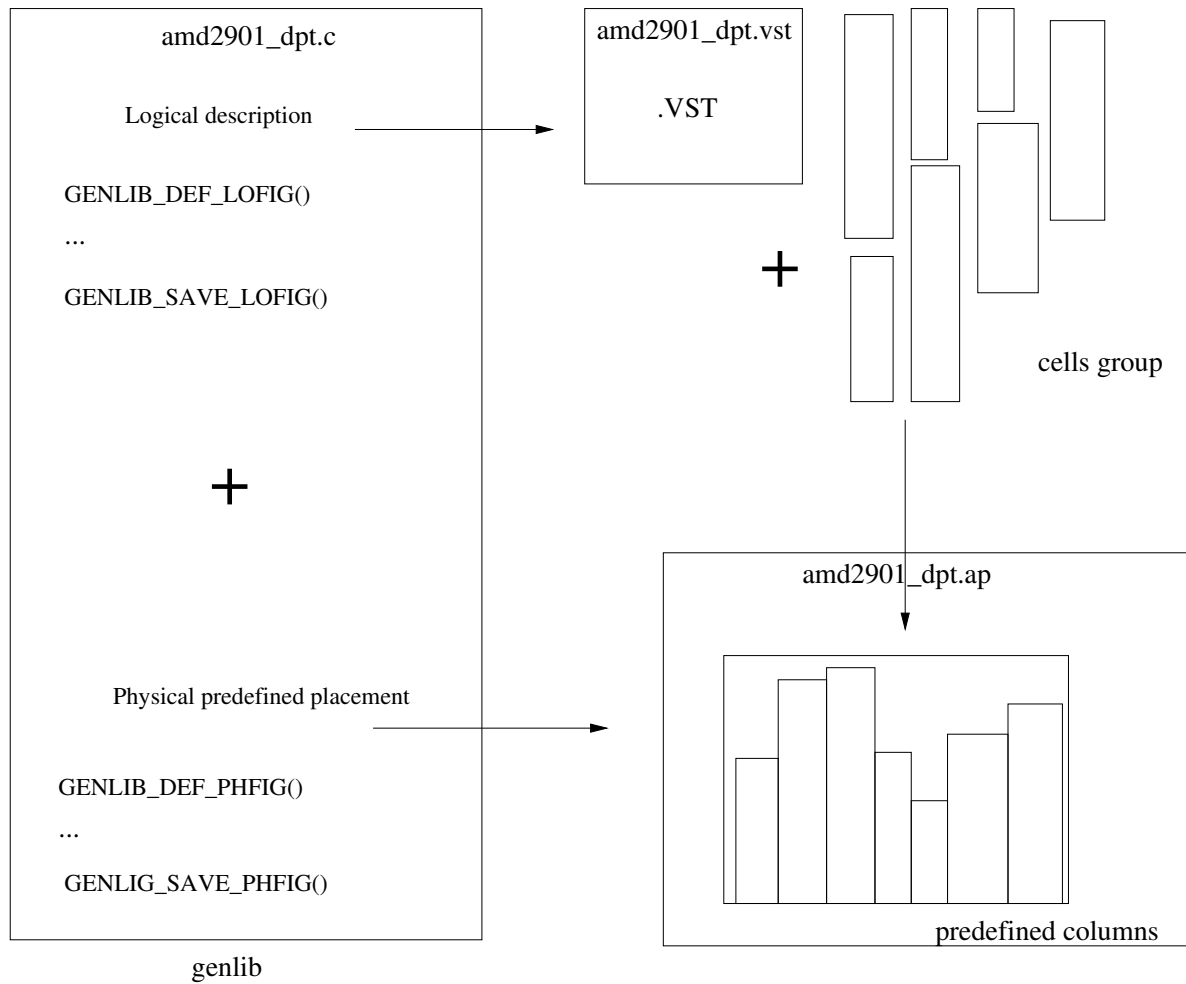 amd2901_dpt.c
Logical description
GENLIB_DEF_LOFIG()
...
GENLIB_SAVE_LOFIG()
+
Physical predefined placement
GENLIB_DEF_PHFIG()
...
GENLIG_SAVE_PHFIG()
genlib
amd2901_dpt.vst
.VST
+
cells group
amd2901_dpt.ap
predefined columns